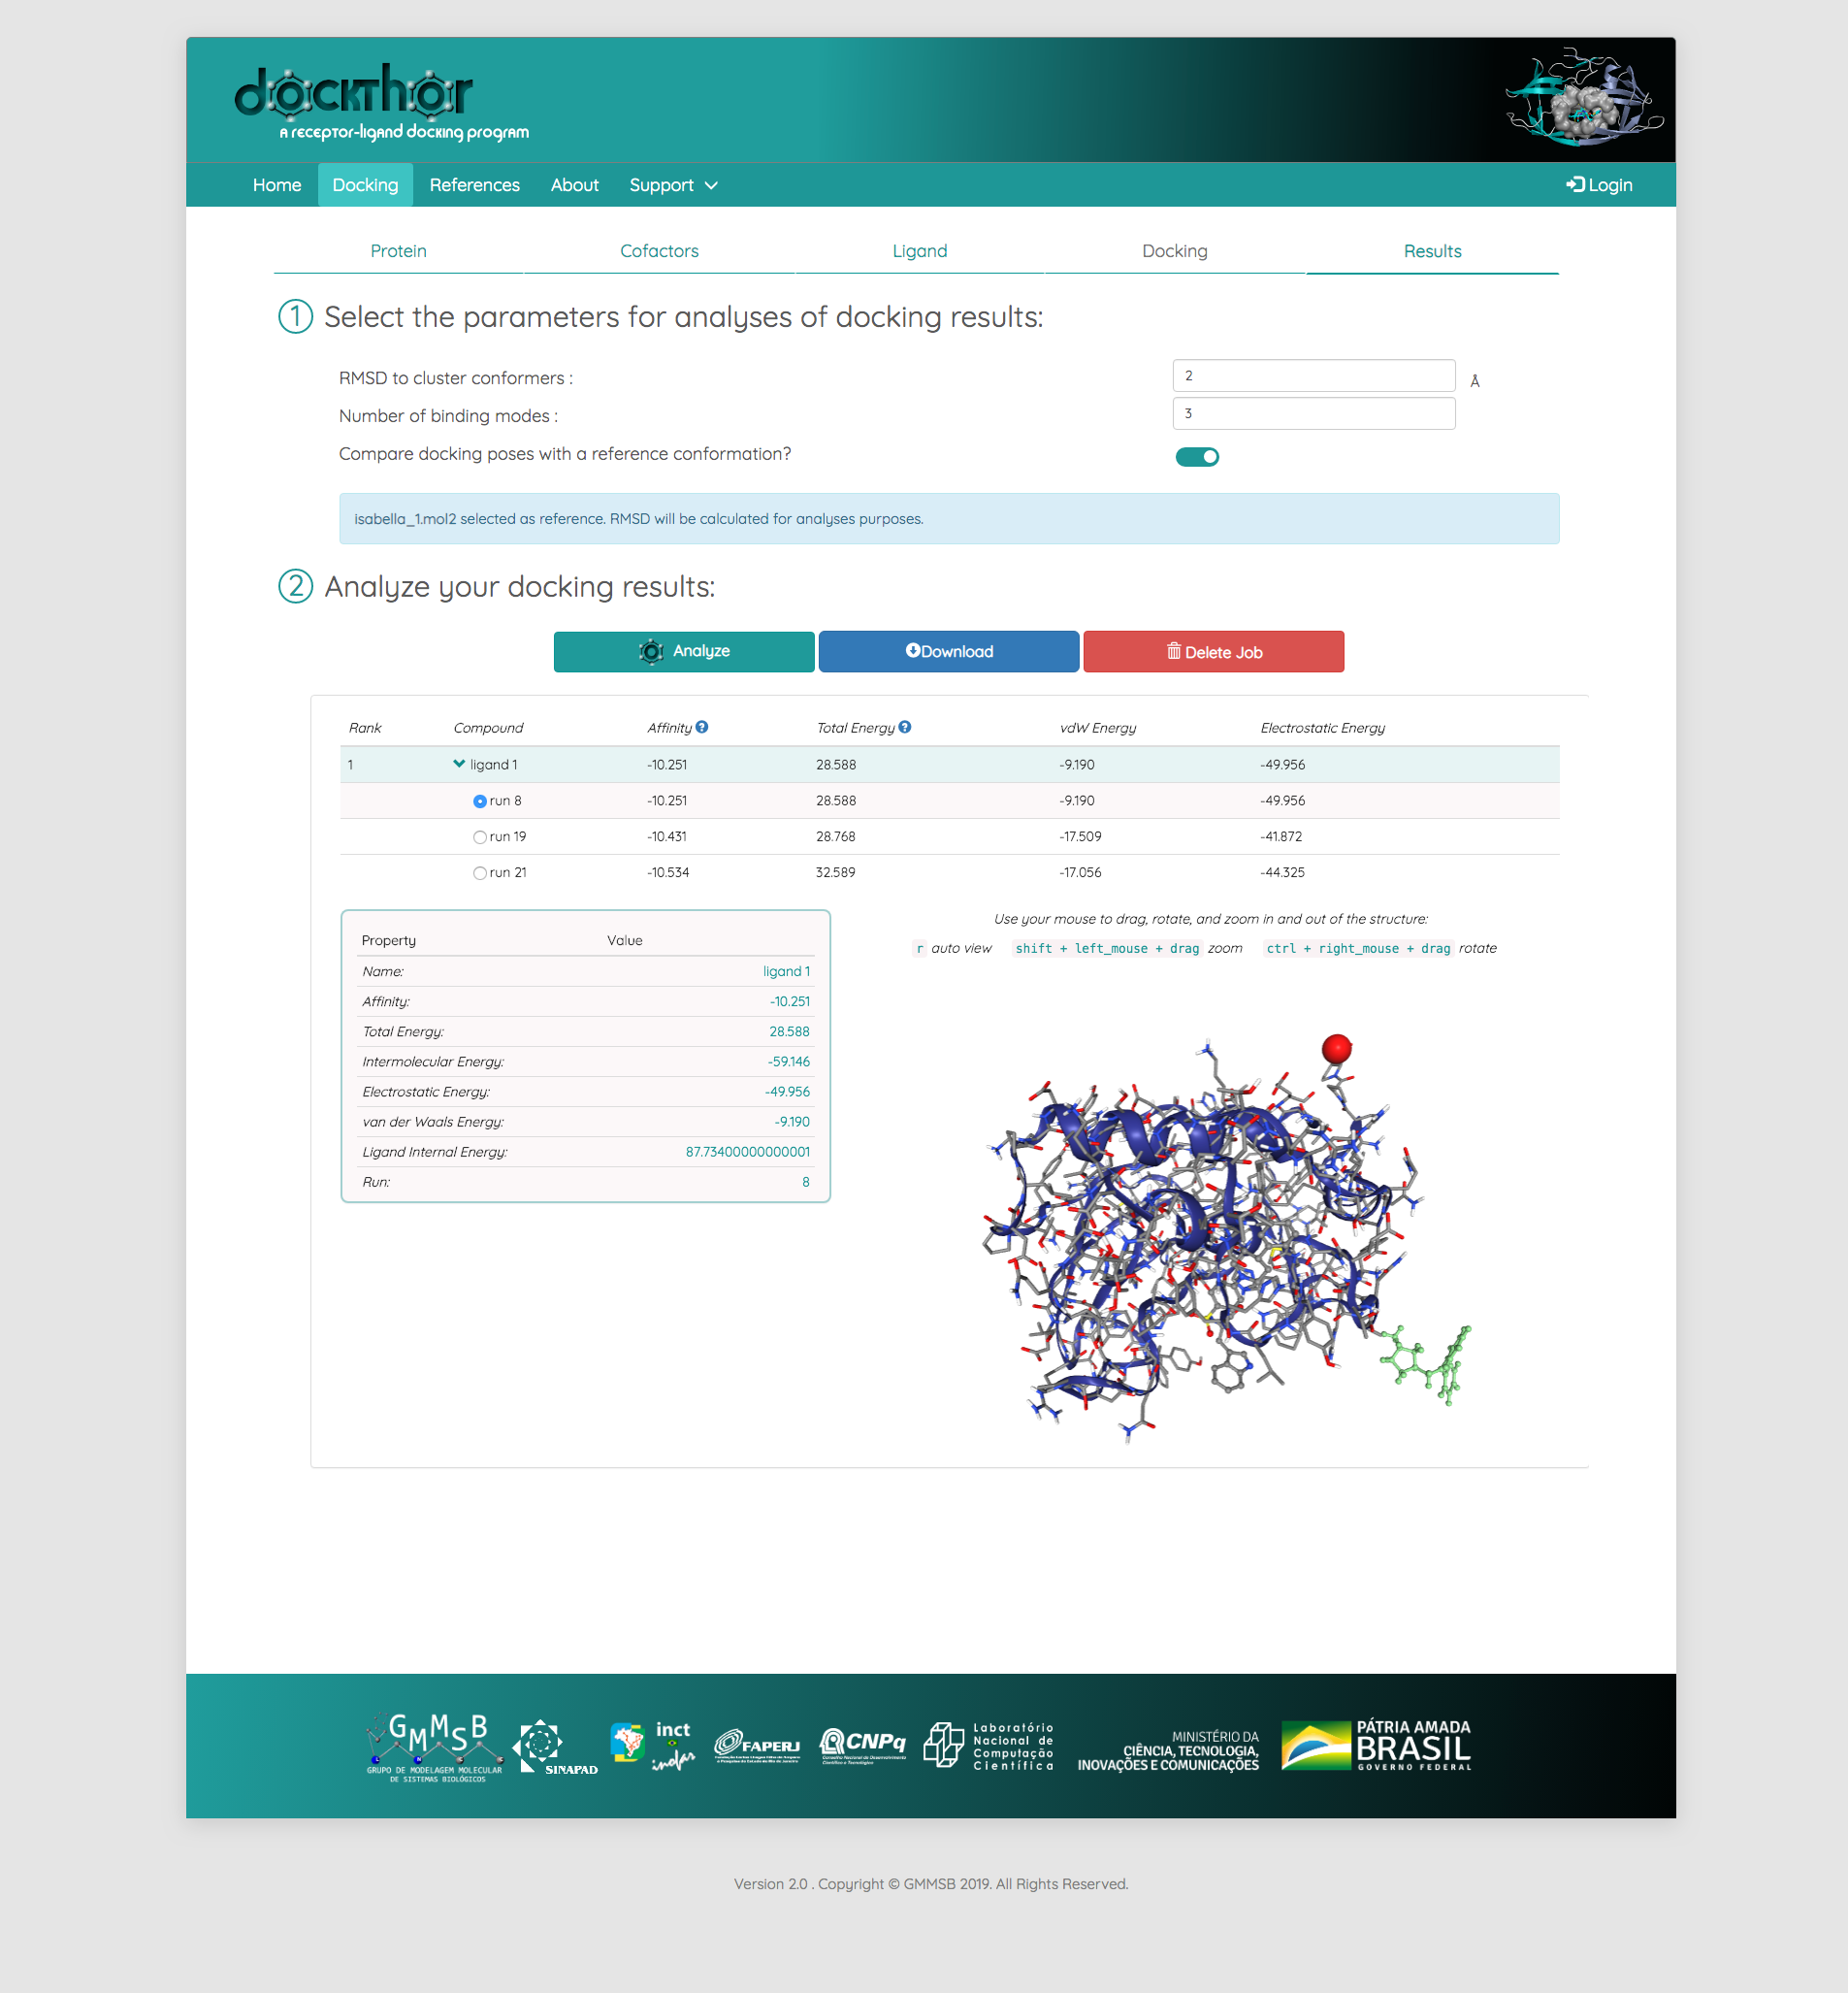 dockthor
a receptor-ligand docking program
Home Docking References About Support Login
Protein Cofactors Ligand Docking Results
1 Select the parameters for analyses of docking results:
RMSD to cluster conformers : 2 Å
Number of binding modes : 3
Compare docking poses with a reference conformation?
isabella_1.mol2 selected as reference. RMSD will be calculated for analyses purposes.
2 Analyze your docking results:
Analyze Download Delete Job
Rank Compound Affinity ? Total Energy ? vdW Energy Electrostatic Energy
1 ligand 1 -10.251 28.588 -9.190 -49.956
run 8 -10.251 28.588 -9.190 -49.956
run 19 -10.431 28.768 -17.509 -41.872
run 21 -10.534 32.589 -17.056 -44.325
Use your mouse to drag, rotate, and zoom in and out of the structure:
r auto view shift + left_mouse + drag zoom ctrl + right_mouse + drag rotate
Property Value
Name: ligand 1
Affinity: -10.251
Total Energy: 28.588
Intermolecular Energy: -59.146
Electrostatic Energy: -49.956
van der Waals Energy: -9.190
Ligand Internal Energy: 87.73400000000001
Run: 8
GMMSB
GRUPO DE MODELAGEM MOLECULAR
DE SISTEMAS BIOLÓGICOS
SINAPAD
inct
inofar
FAPERJ
CNPq
Laboratório
Nacional de
Computação
Científica
MINISTÉRIO DA
CIÊNCIA, TECNOLOGIA,
INOVAÇÕES E COMUNICAÇÕES
PÁTRIA AMADA
BRASIL
GOVERNO FEDERAL
Version 2.0 . Copyright © GMMSB 2019. All Rights Reserved.